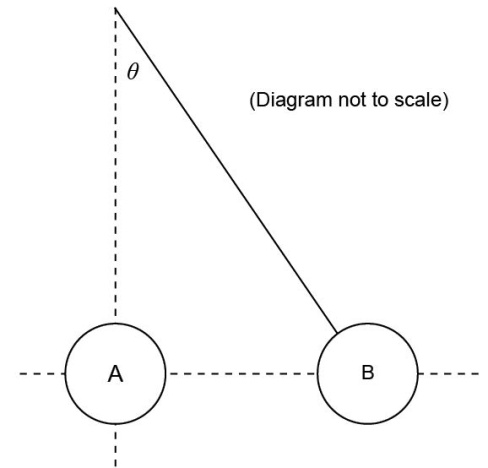 θ
(Diagram not to scale)
A
B